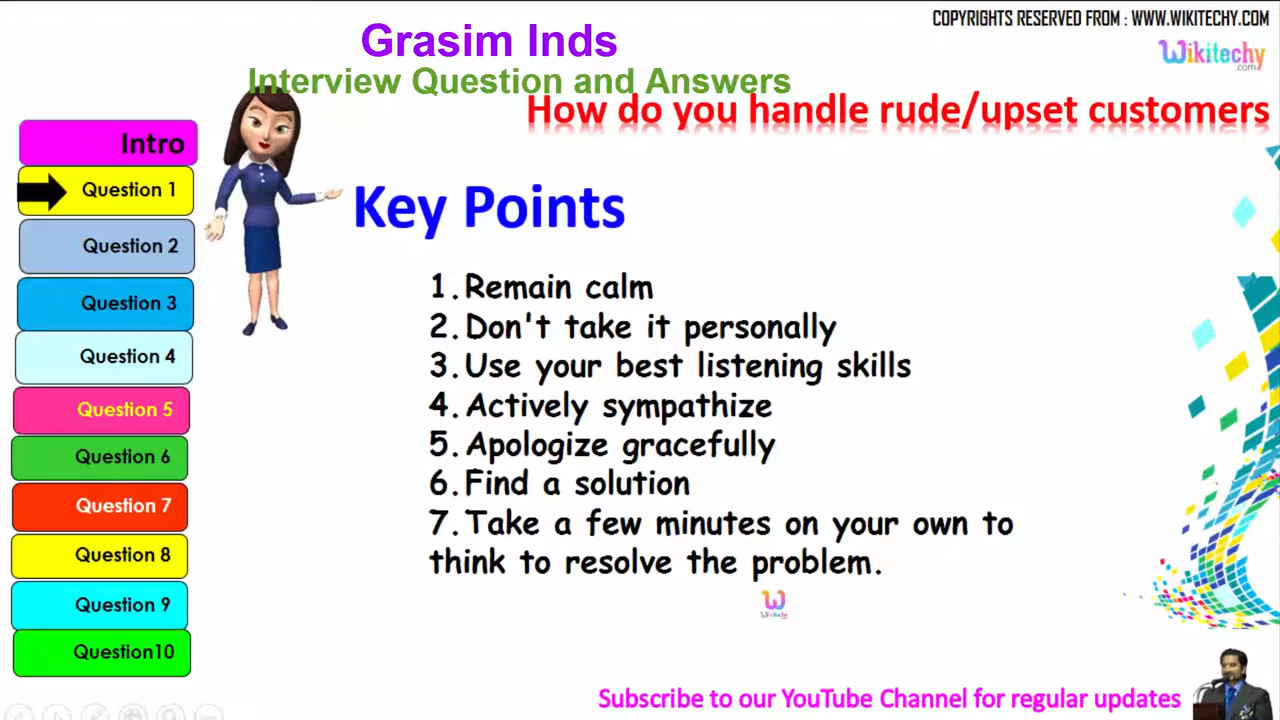 COPYRIGHTS RESERVED FROM : WWW.WIKITECHY.COM
Wikitechy
.com
Grasim Inds
Interview Question and Answers
How do you handle rude/upset customers
Intro
Question 1
Question 2
Question 3
Question 4
Question 5
Question 6
Question 7
Question 8
Question 9
Question10
Key Points
1.Remain calm
2.Don't take it personally
3.Use your best listening skills
4.Actively sympathize
5.Apologize gracefully
6.Find a solution
7.Take a few minutes on your own to
think to resolve the problem.
W
Wikitechy
Subscribe to our YouTube Channel for regular updates